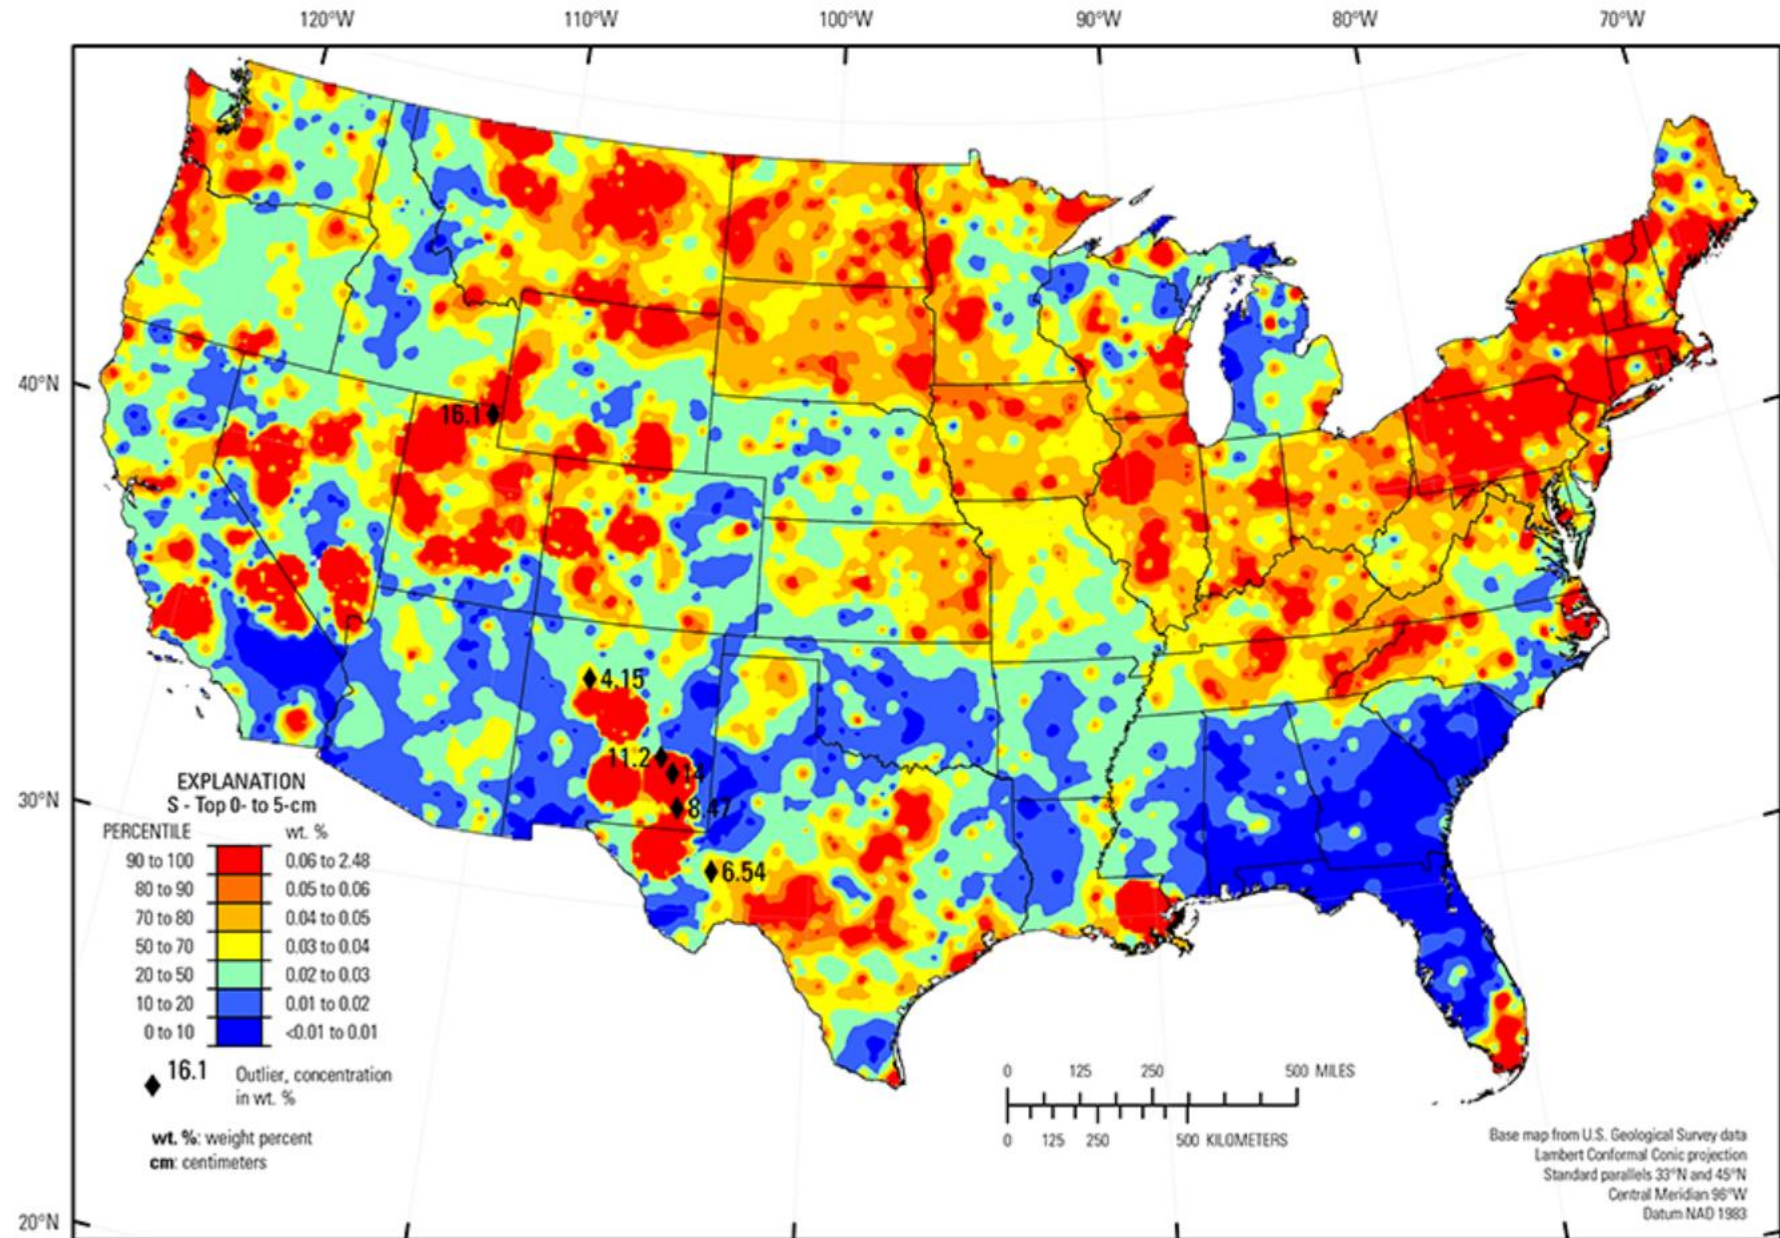 120°W 110°W 100°W 90°W 80°W 70°W
40°N
30°N
20°N
16.1
4.15
11.2
14
8.47
6.54
EXPLANATION
S - Top 0- to 5-cm
PERCENTILE wt. %
90 to 100 0.06 to 2.48
80 to 90 0.05 to 0.06
70 to 80 0.04 to 0.05
50 to 70 0.03 to 0.04
20 to 50 0.02 to 0.03
10 to 20 0.01 to 0.02
0 to 10 <0.01 to 0.01
16.1 Outlier, concentration
in wt. %
wt. %: weight percent
cm: centimeters
0 125 250 500 MILES
0 125 250 500 KILOMETERS
Base map from U.S. Geological Survey data
Lambert Conformal Conic projection
Standard parallels 33°N and 45°N
Central Meridian 96°W
Datum NAD 1983